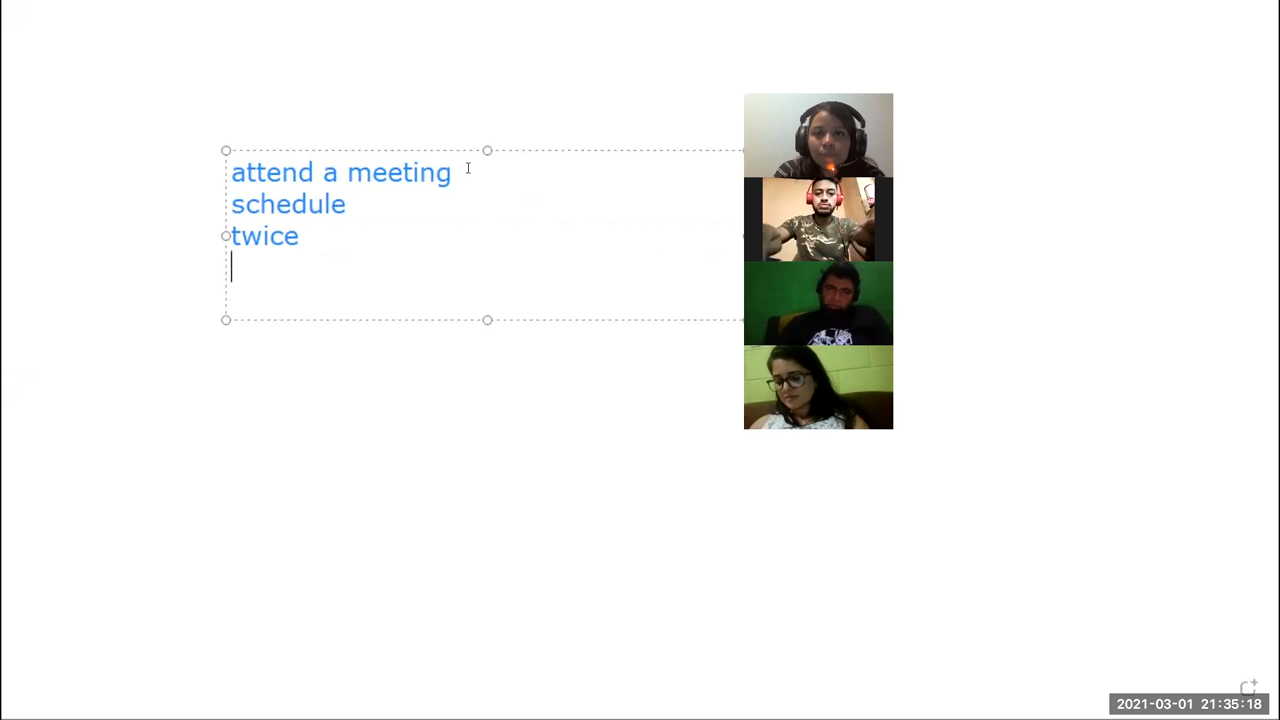 attend a meeting
schedule
twice
2021-03-01 21:35:18